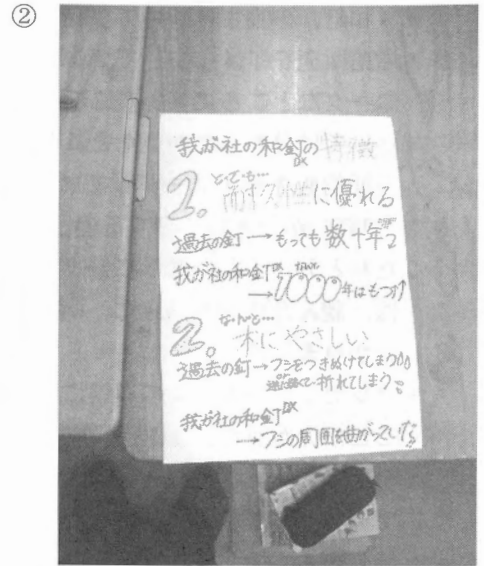 ②
我が社の和釘DXの特徴
1. とても…耐久性に優れる
過去の釘→もっても数十年
我が社の和釘DX なんと
→1000年はもつ!!
2. なんと…木にやさしい
過去の釘→フシをつきぬけてしまう
or 折れてしまう
我が社の和釘DX
→フシの周囲を曲がっていく